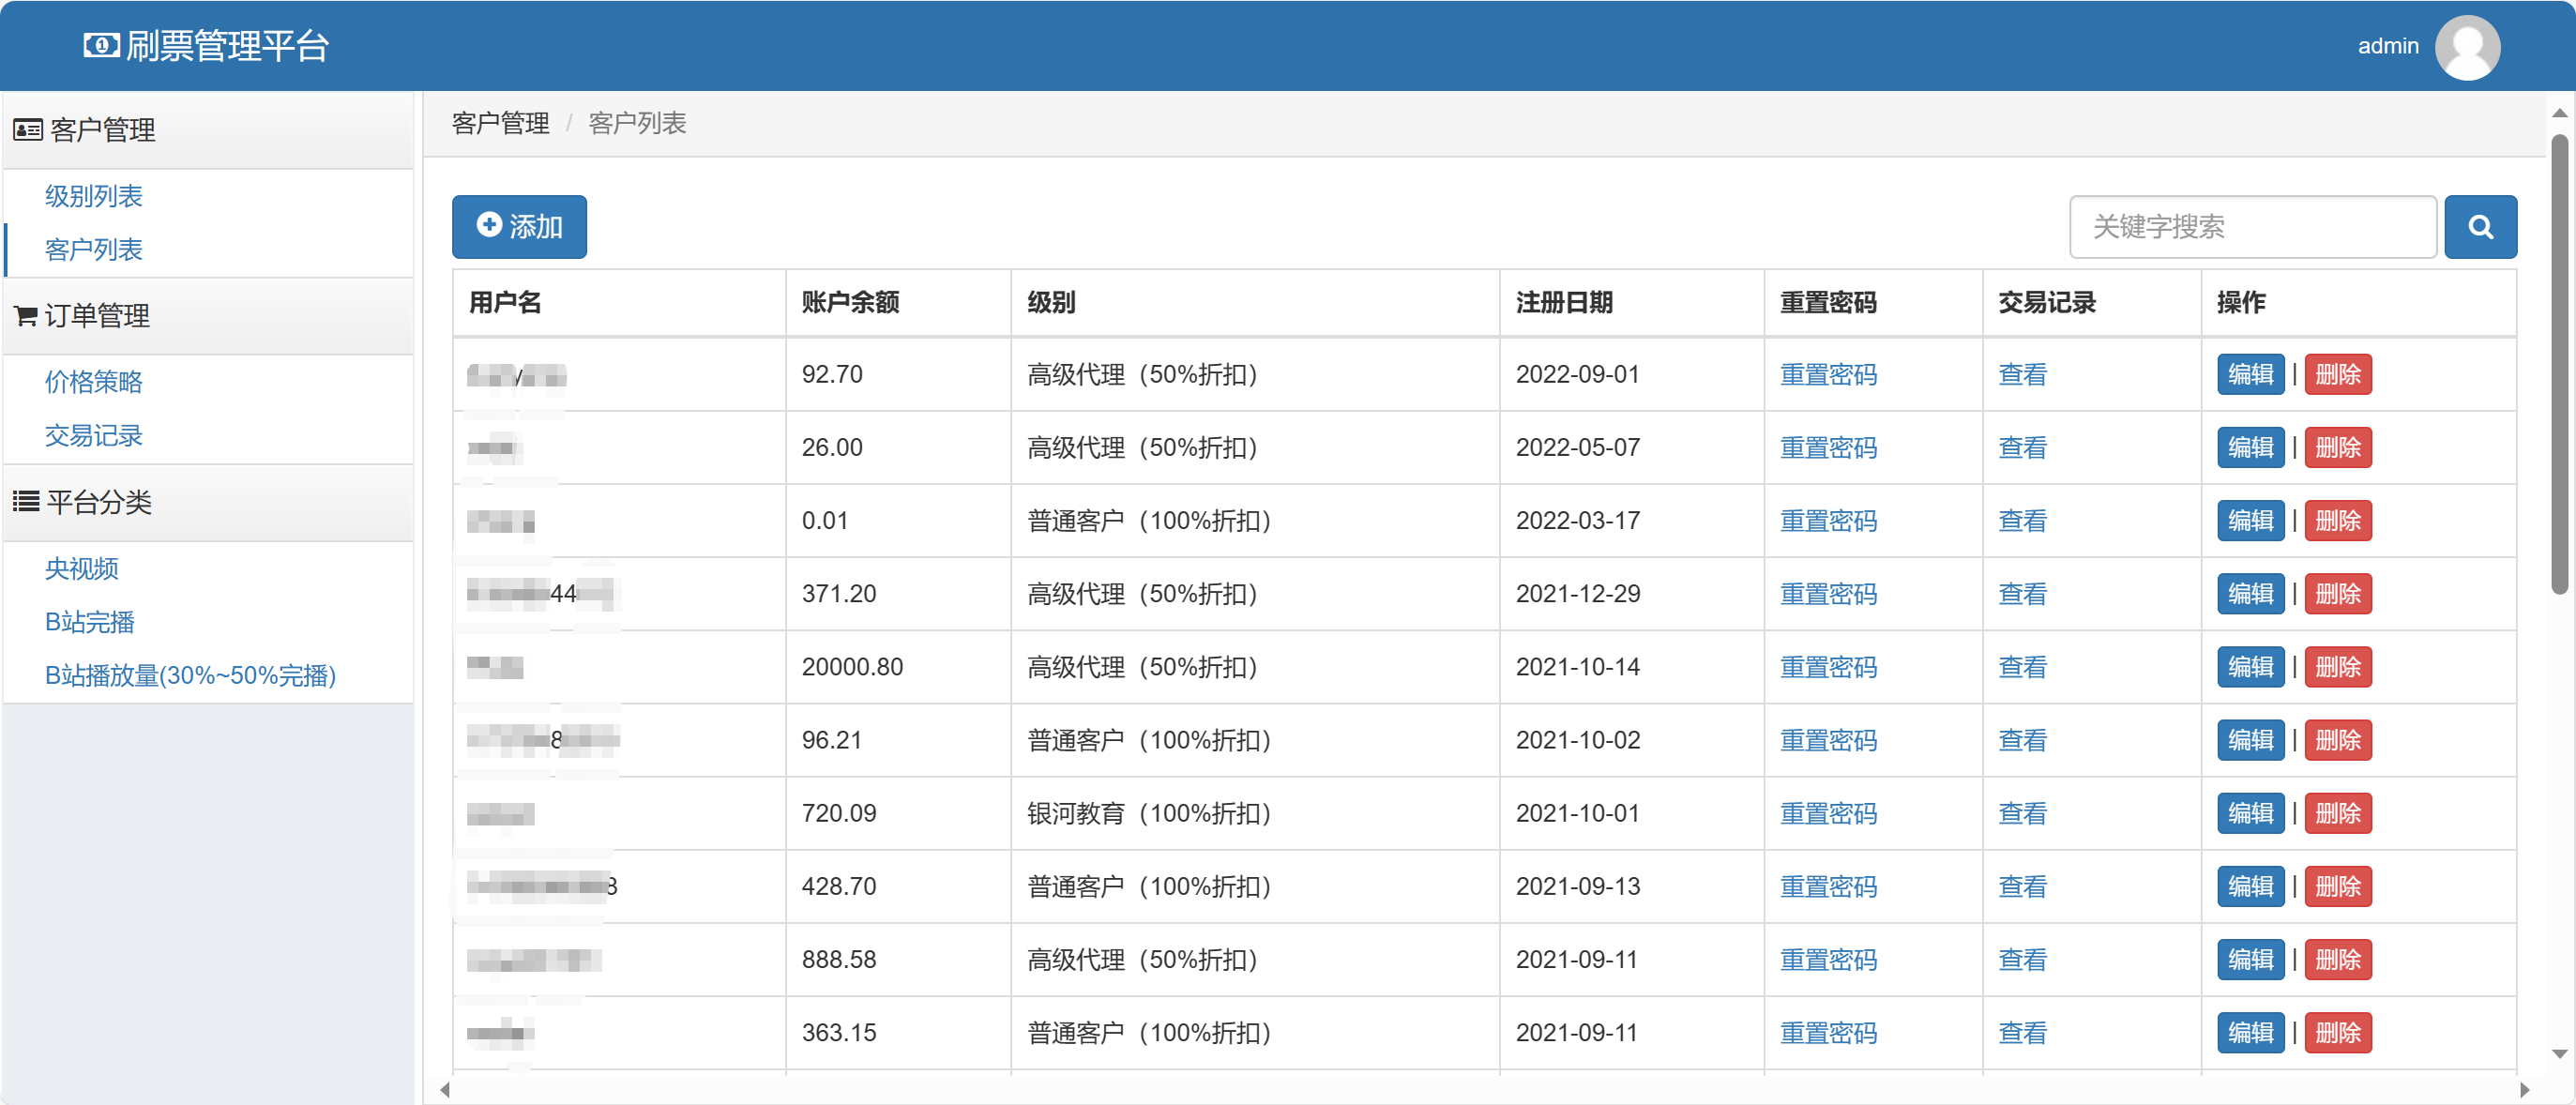 刷票管理平台
admin
客户管理
级别列表
客户列表
订单管理
价格策略
交易记录
平台分类
央视频
B站完播
B站播放量(30%~50%完播)
客户管理 / 客户列表
添加
关键字搜索
用户名 账户余额 级别 注册日期 重置密码 交易记录 操作
92.70 高级代理（50%折扣） 2022-09-01 重置密码 查看 编辑 | 删除
26.00 高级代理（50%折扣） 2022-05-07 重置密码 查看 编辑 | 删除
0.01 普通客户（100%折扣） 2022-03-17 重置密码 查看 编辑 | 删除
44 371.20 高级代理（50%折扣） 2021-12-29 重置密码 查看 编辑 | 删除
20000.80 高级代理（50%折扣） 2021-10-14 重置密码 查看 编辑 | 删除
8 96.21 普通客户（100%折扣） 2021-10-02 重置密码 查看 编辑 | 删除
720.09 银河教育（100%折扣） 2021-10-01 重置密码 查看 编辑 | 删除
428.70 普通客户（100%折扣） 2021-09-13 重置密码 查看 编辑 | 删除
888.58 高级代理（50%折扣） 2021-09-11 重置密码 查看 编辑 | 删除
363.15 普通客户（100%折扣） 2021-09-11 重置密码 查看 编辑 | 删除